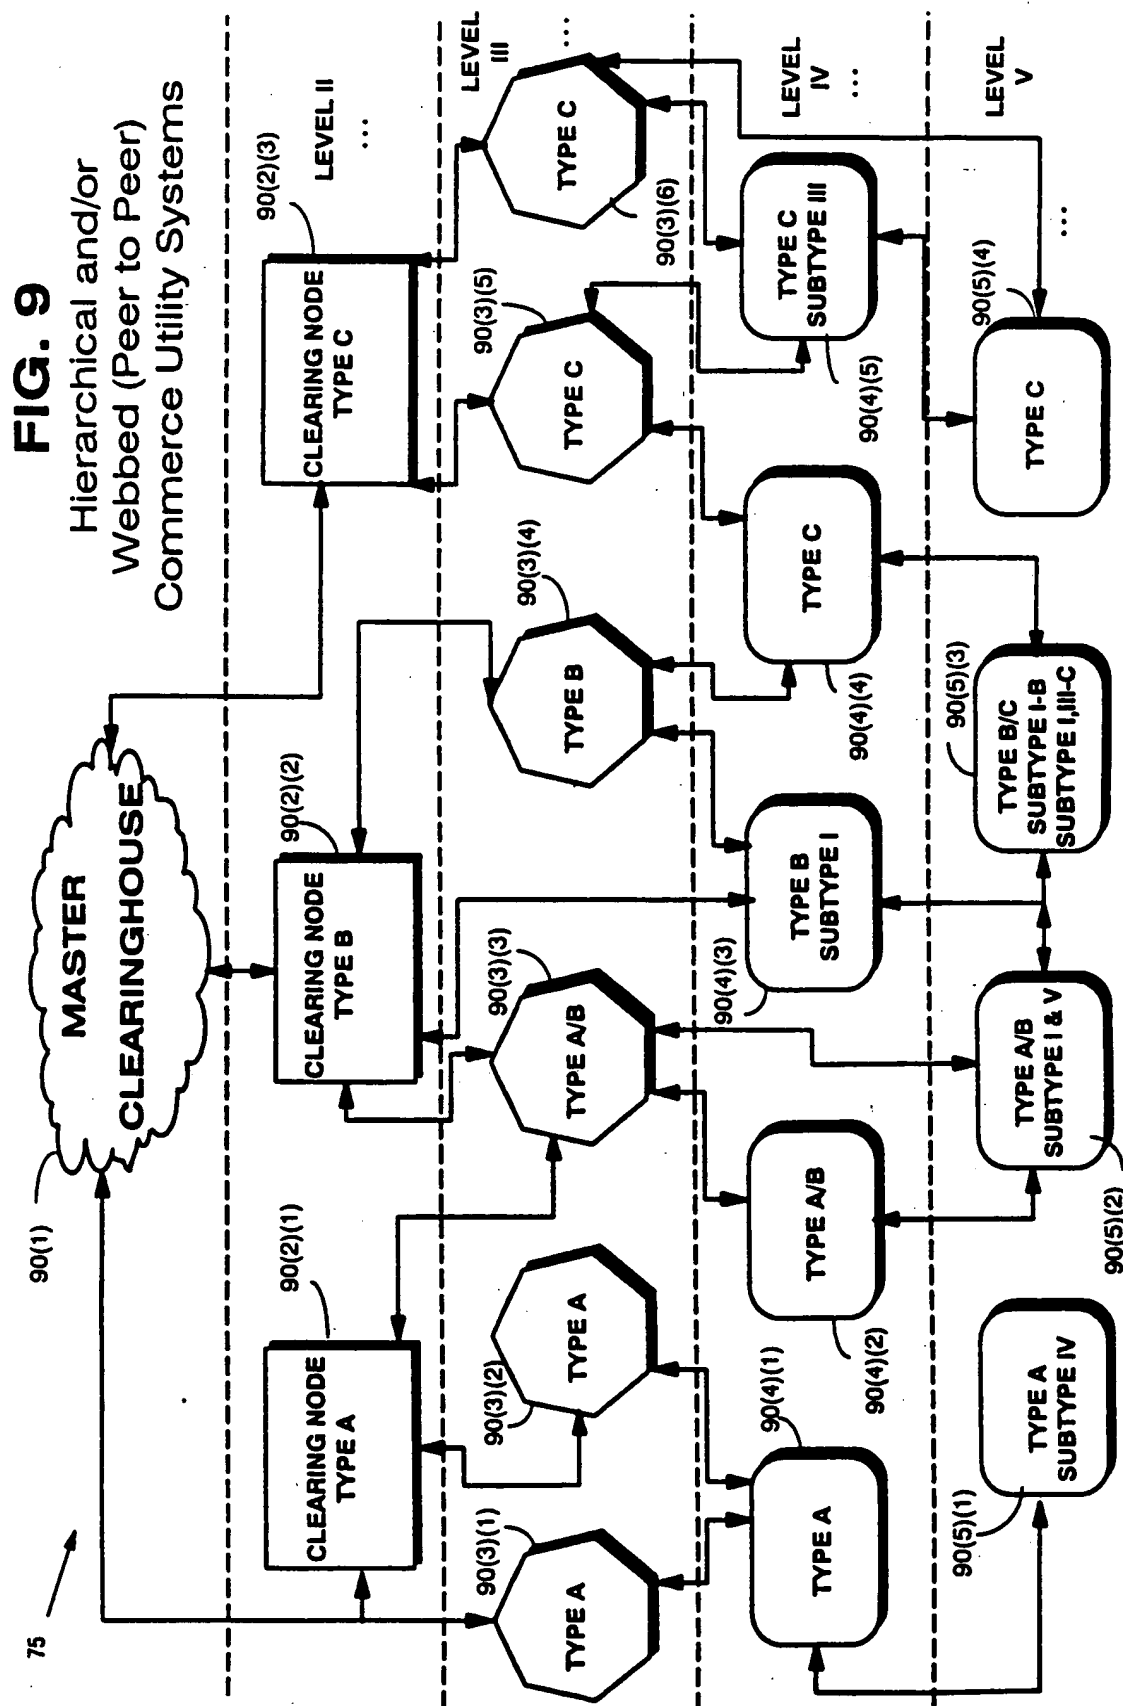 FIG. 9
Hierarchical and/or
Webbed (Peer to Peer)
Commerce Utility Systems
75
90(1)
MASTER
CLEARINGHOUSE
90(2)(1)
CLEARING NODE
TYPE A
90(2)(2)
CLEARING NODE
TYPE B
90(2)(3)
CLEARING NODE
TYPE C
LEVEL II
...
90(3)(1)
TYPE A
90(3)(2)
TYPE A
90(3)(3)
TYPE A/B
90(3)(4)
TYPE B
90(3)(5)
TYPE C
90(3)(6)
TYPE C
LEVEL
III
...
90(4)(1)
TYPE A
90(4)(2)
TYPE A/B
90(4)(3)
TYPE B
SUBTYPE I
90(4)(4)
TYPE C
90(4)(5)
TYPE C
SUBTYPE III
LEVEL
IV
...
90(5)(1)
TYPE A
SUBTYPE IV
90(5)(2)
TYPE A/B
SUBTYPE I & V
90(5)(3)
TYPE B/C
SUBTYPE I-B
SUBTYPE I,III-C
90(5)(4)
TYPE C
LEVEL
V
...